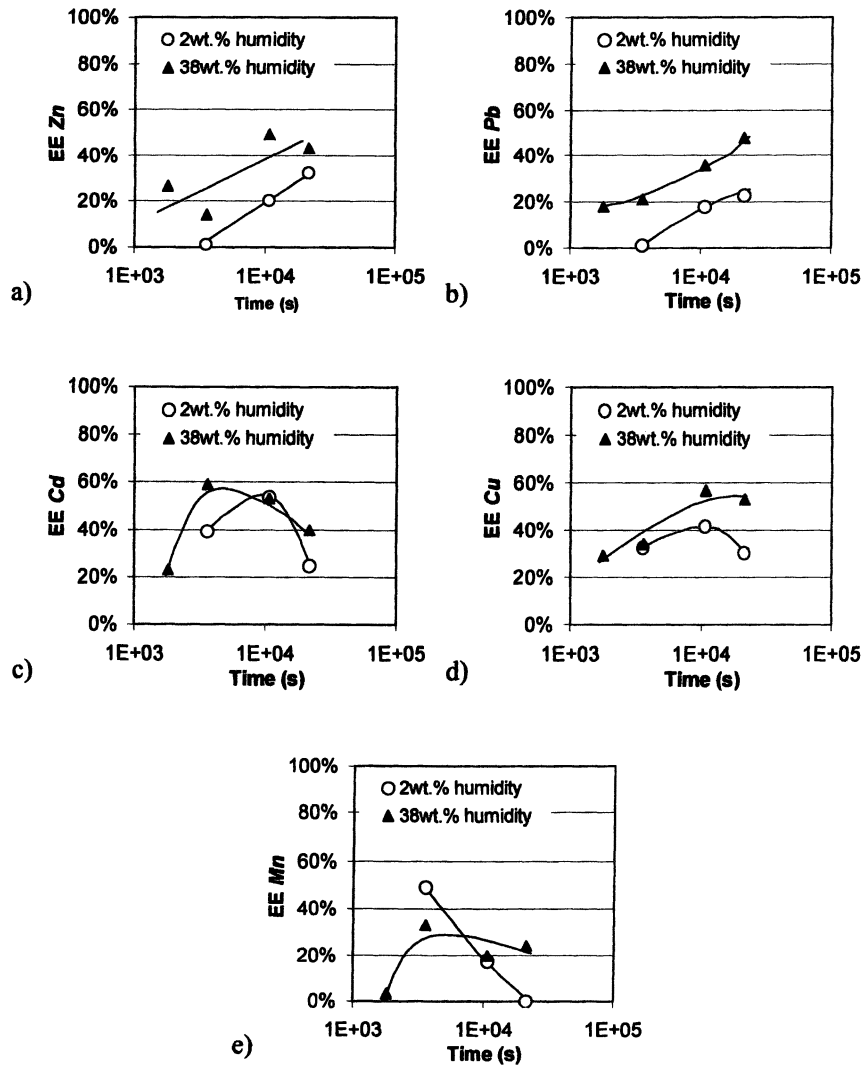 100%
80%
60%
40%
20%
0%
EE Zn
2wt.% humidity
38wt.% humidity
1E+03 1E+04 1E+05
Time (s)
a)
100%
80%
60%
40%
20%
0%
EE Pb
2wt.% humidity
38wt.% humidity
1E+03 1E+04 1E+05
Time (s)
b)
100%
80%
60%
40%
20%
0%
EE Cd
2wt.% humidity
38wt.% humidity
1E+03 1E+04 1E+05
Time (s)
c)
100%
80%
60%
40%
20%
0%
EE Cu
2wt.% humidity
38wt.% humidity
1E+03 1E+04 1E+05
Time (s)
d)
100%
80%
60%
40%
20%
0%
EE Mn
2wt.% humidity
38wt.% humidity
1E+03 1E+04 1E+05
Time (s)
e)